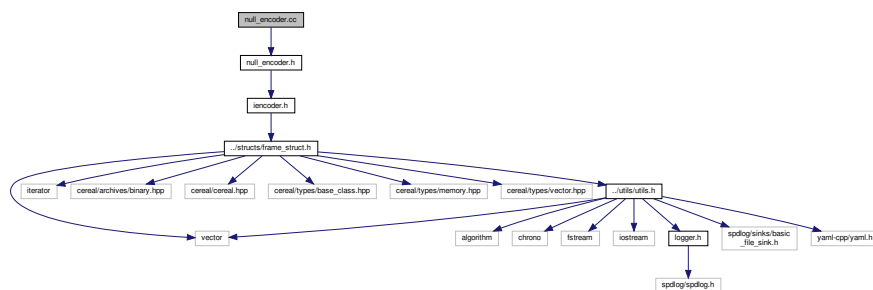 null_encoder.cc
null_encoder.h
iencoder.h
../structs/frame_struct.h
iterator
cereal/archives/binary.hpp
cereal/cereal.hpp
cereal/types/base_class.hpp
cereal/types/memory.hpp
cereal/types/vector.hpp
../utils/utils.h
vector
algorithm
chrono
fstream
iostream
logger.h
spdlog/sinks/basic
_file_sink.h
yaml-cpp/yaml.h
spdlog/spdlog.h